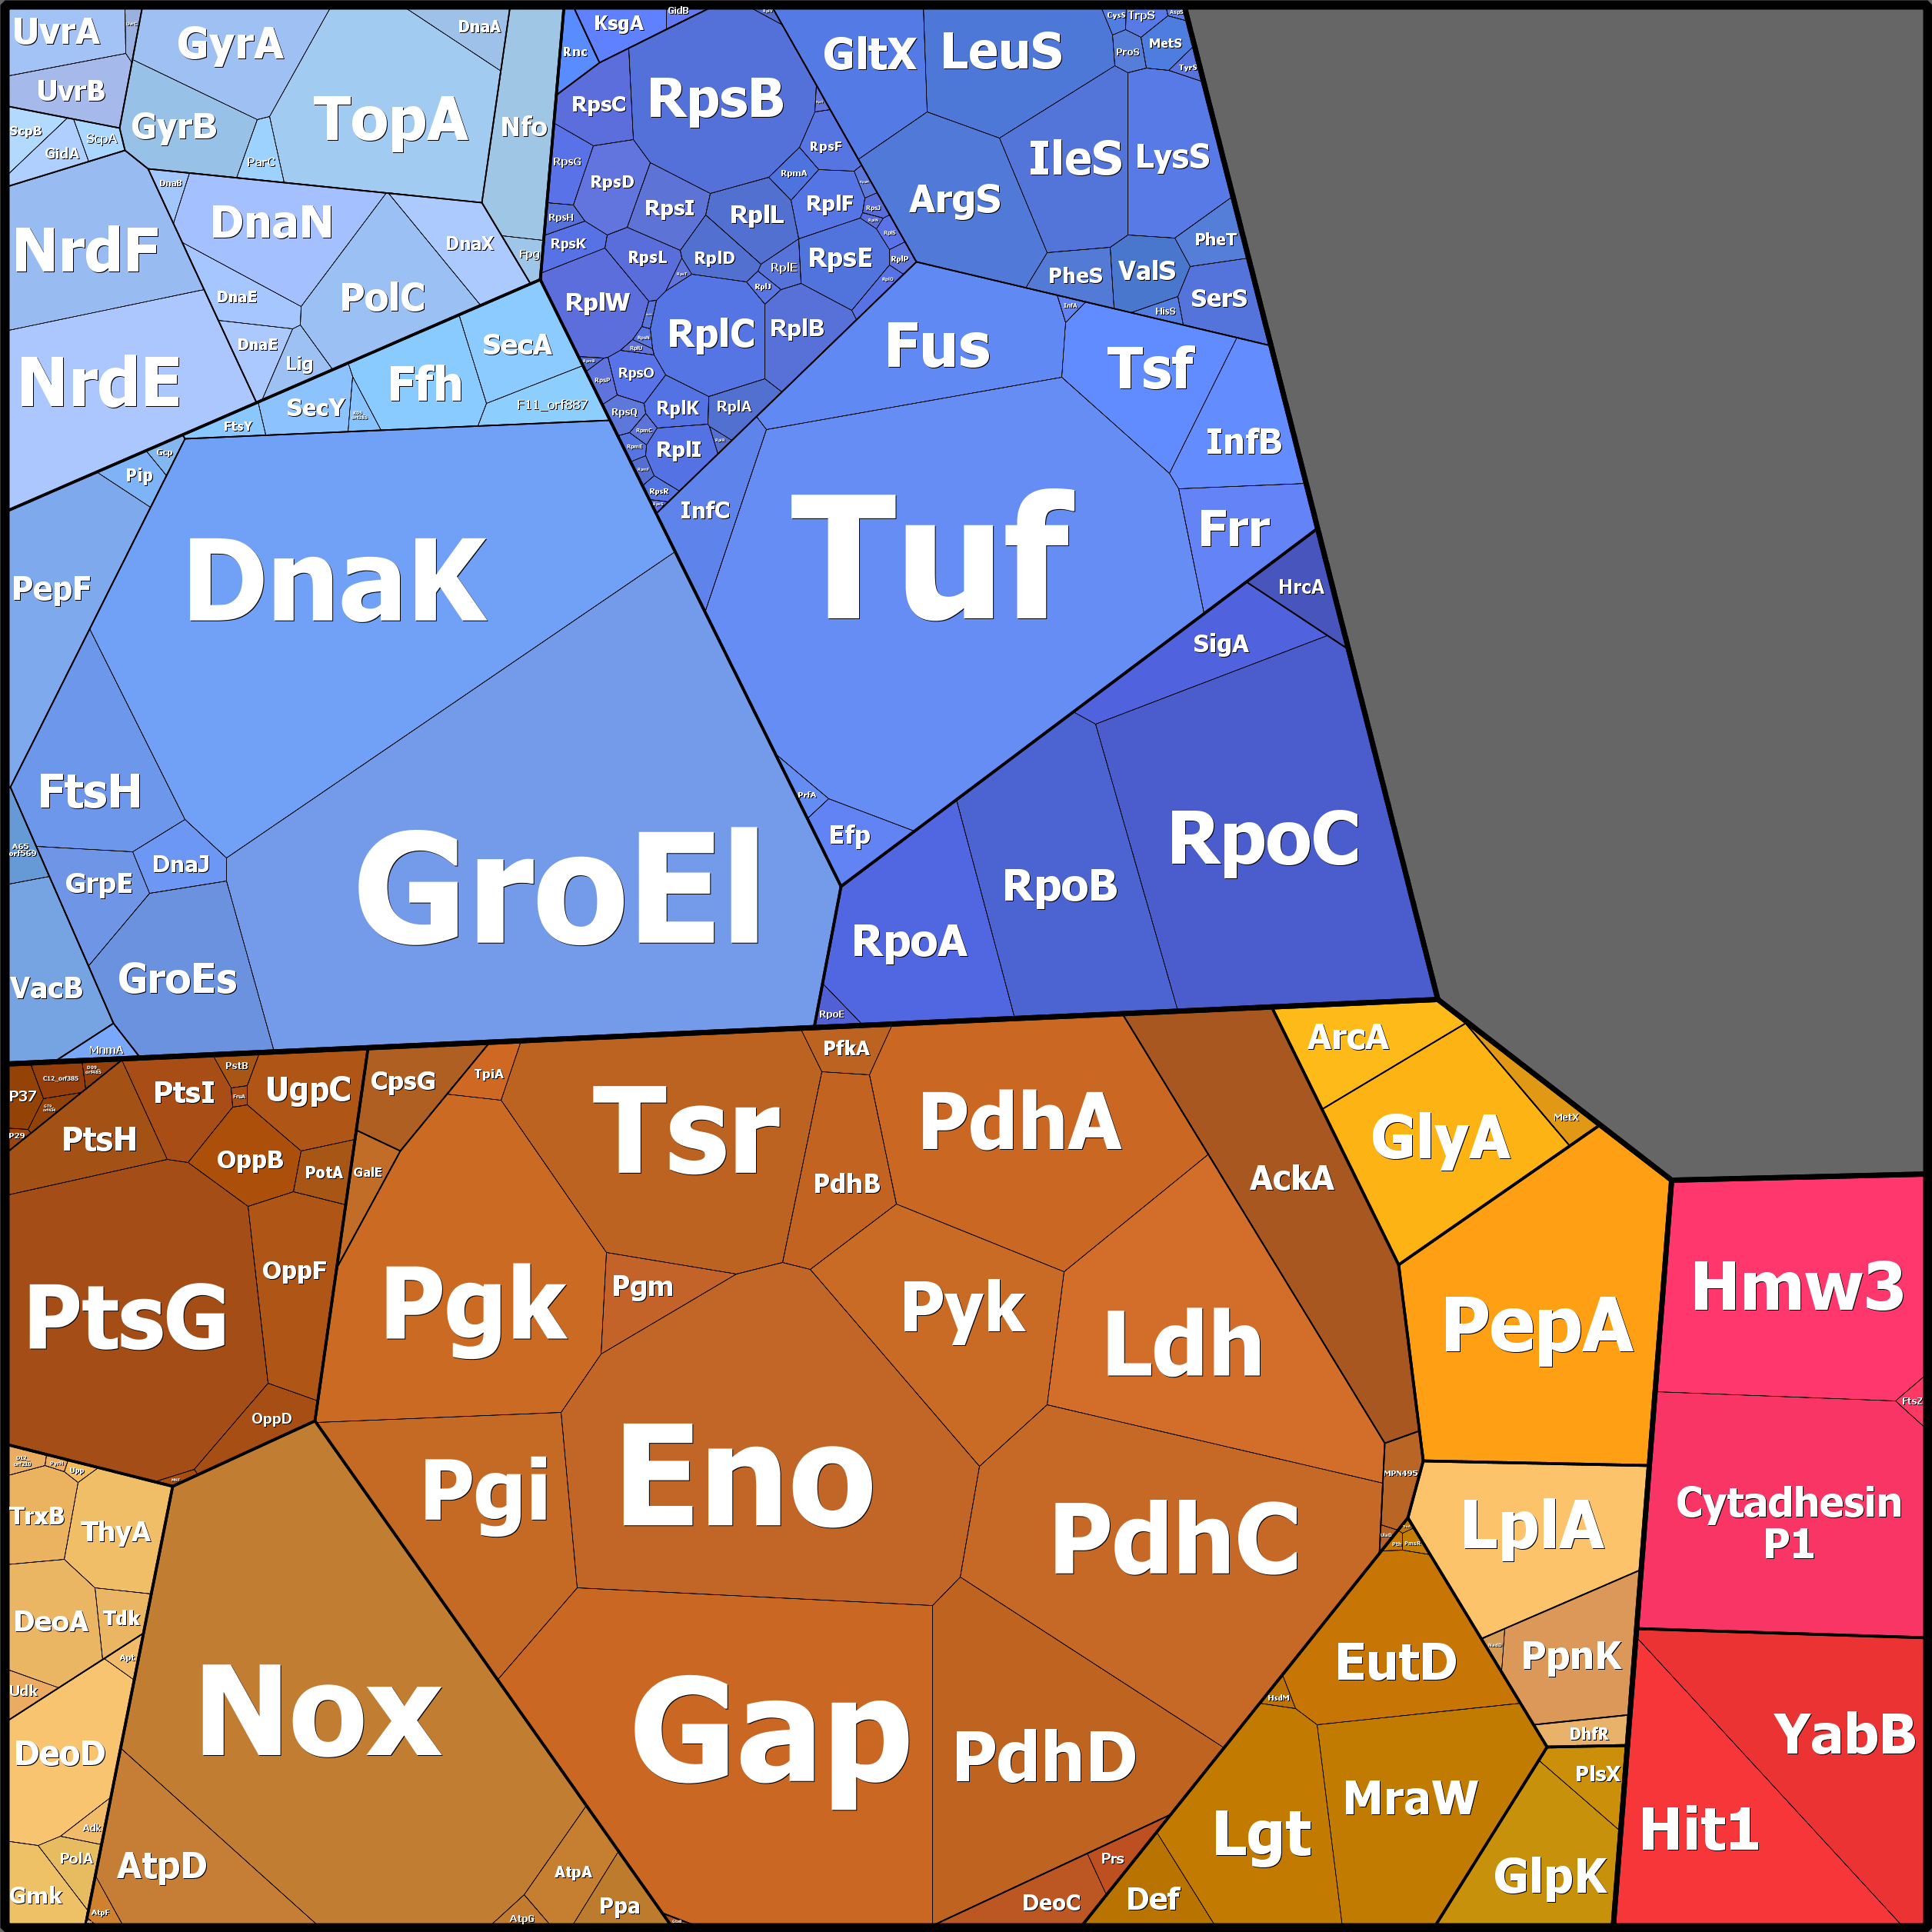 UvrA
GyrA
DnaA
KsgA
GidB
GltX
LeuS
CysS
TrpS
MetS
ProS
TyrS
Rnc
UvrB
GyrB
TopA
Nfo
RpsC
RpsB
ScpB
ScpA
GidA
ParC
RpsG
RpsF
IleS
LysS
DnaB
RpsD
RpmA
ArgS
DnaN
DnaX
RpsH
RpsI
RplL
RplF
RpsJ
RplS
NrdF
Fpg
RpsK
RpsL
RplD
RplE
RpsE
RplP
PheT
PheS
ValS
SerS
HisS
DnaE
PolC
RplW
RplJ
RplC
RplB
InfA
DnaE
Lig
SecA
Fus
Tsf
NrdE
SecY
Ffh
F11_orf887
FtsY
RpsP
RpsO
RpsQ
RplK
RplA
RpmC
RplI
RpmE
InfB
Gcp
Pip
RpsR
InfC
Tuf
Frr
PepF
DnaK
HrcA
SigA
FtsH
PrfA
Efp
A65_orf569
GrpE
DnaJ
GroEl
RpoC
RpoB
RpoA
VacB
GroEs
RpoE
MnmA
P37
C12_orf385
PtsI
PstB
FruA
UgpC
CpsG
TpiA
Tsr
PfkA
PdhA
ArcA
GlyA
MetX
P29
PtsH
OppB
PotA
GalE
PdhB
AckA
PtsG
OppF
Pgk
Pgm
Pyk
Ldh
PepA
Hmw3
FtsZ
OppD
Pgi
Eno
PdhC
MPN495
LplA
Cytadhesin
P1
Upp
TrxB
ThyA
DeoA
Tdk
Apt
Udk
DeoD
Nox
Gap
PdhD
EutD
HsdM
PpnK
DhfR
YabB
Adk
PolA
Gmk
AtpD
AtpF
AtpA
AtpG
Ppa
Prs
DeoC
Def
Lgt
MraW
PlsX
GlpK
Hit1